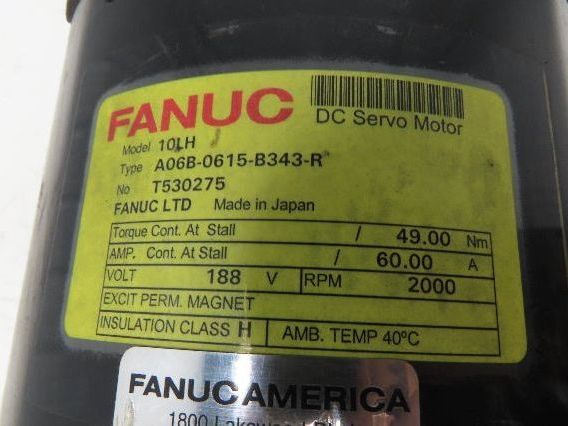 FANUC
DC Servo Motor
Model 10LH
Type A06B-0615-B343-R
No T530275
FANUC LTD Made in Japan
Torque Cont. At Stall / 49.00 Nm
AMP. Cont. At Stall / 60.00 A
VOLT 188 V RPM 2000
EXCIT PERM. MAGNET
INSULATION CLASS H AMB. TEMP 40ºC
FANUC AMERICA
1800